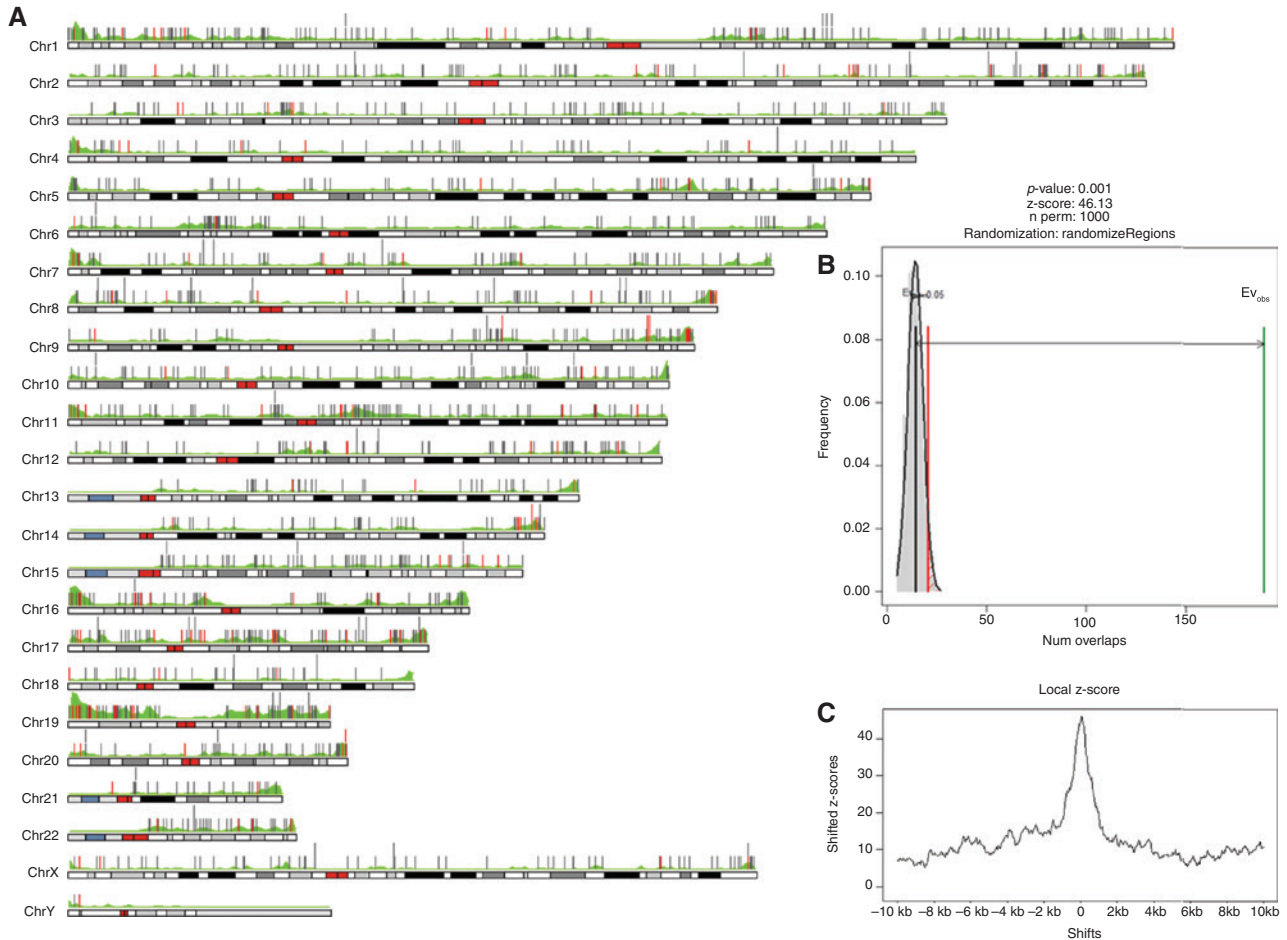 A
Chr1
Chr2
Chr3
Chr4
Chr5
Chr6
Chr7
Chr8
Chr9
Chr10
Chr11
Chr12
Chr13
Chr14
Chr15
Chr16
Chr17
Chr18
Chr19
Chr20
Chr21
Chr22
ChrX
ChrY
p-value: 0.001
z-score: 46.13
n perm: 1000
Randomization: randomizeRegions
B
0.10
0.08
0.06
0.04
0.02
0.00
Frequency
0.05
Evobs
0 50 100 150
Num overlaps
C
Local z-score
40
30
20
10
0
Shifted z-scores
−10 kb −8 kb −6 kb −4 kb −2 kb 0 2kb 4kb 6kb 8kb 10kb
Shifts